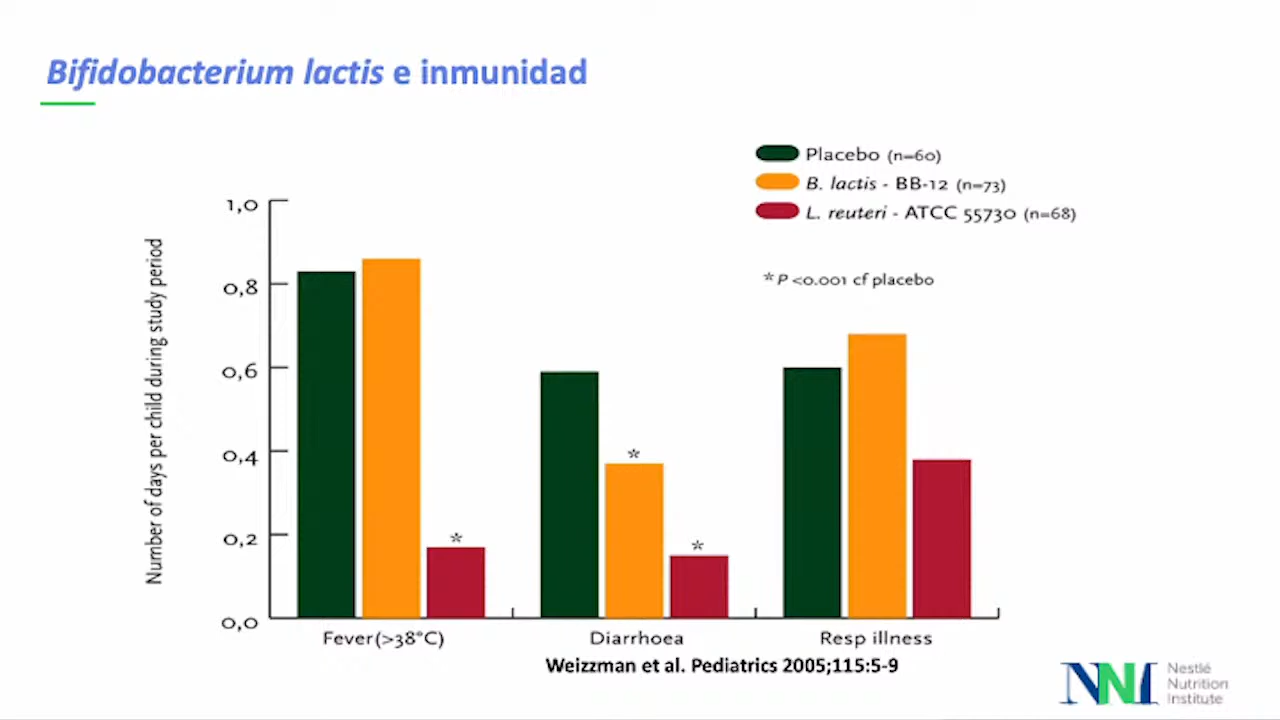 Bifidobacterium lactis e inmunidad
Placebo (n=60)
B. lactis - BB-12 (n=73)
L. reuteri - ATCC 55730 (n=68)
* P <0.001 cf placebo
Number of days per child during study period
1,0
0,8
0,6
0,4
0,2
0,0
*
*
*
Fever(>38°C)
Diarrhoea
Resp illness
Weizzman et al. Pediatrics 2005;115:5-9
NNI
Nestlé
Nutrition
Institute